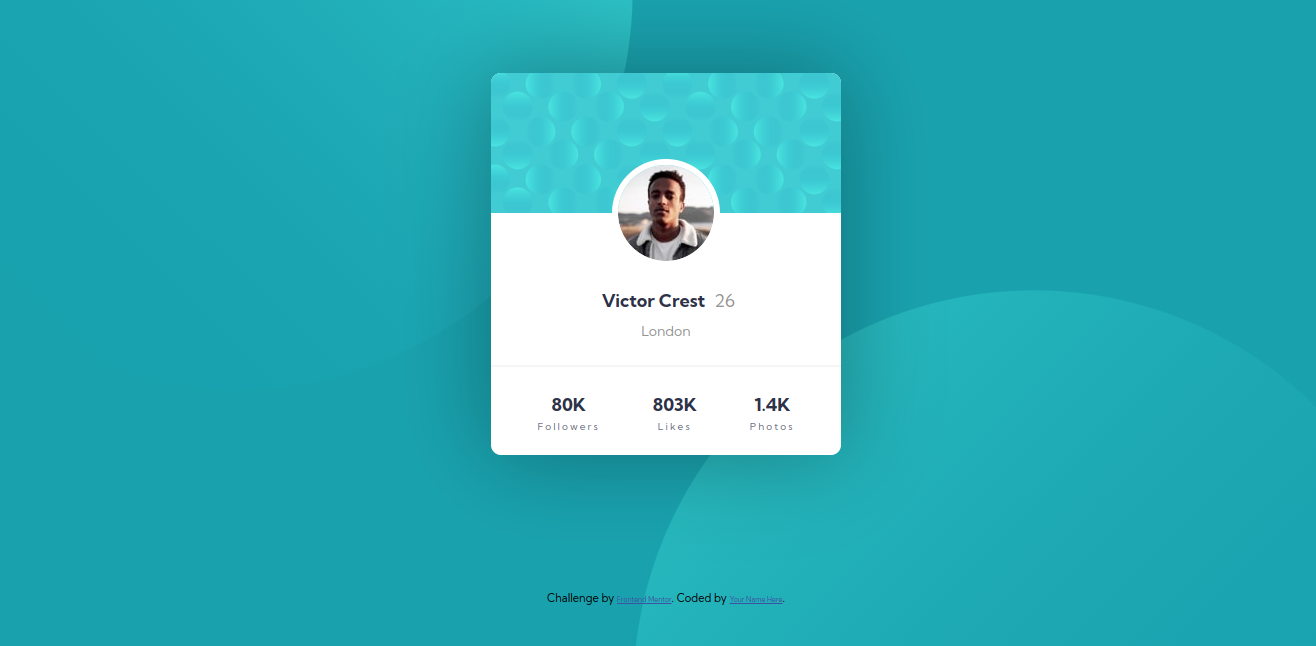 Victor Crest 26
London
80K 803K 1.4K
Followers Likes Photos
Challenge by Frontend Mentor. Coded by Your Name Here.